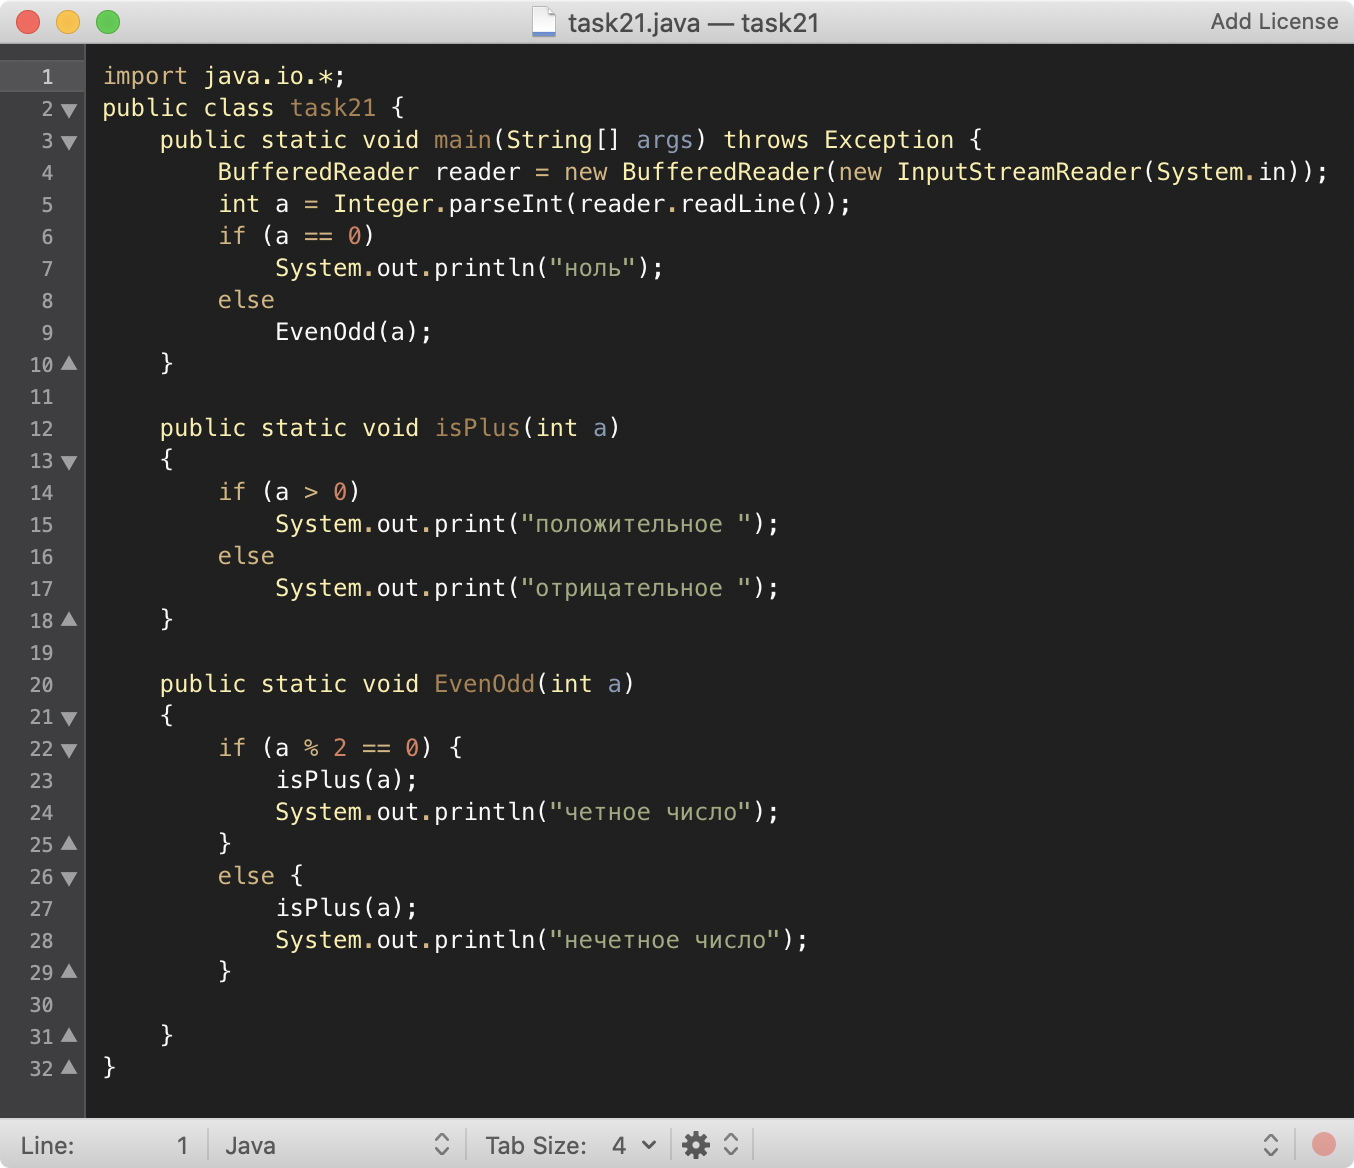 task21.java — task21
Add License
1 import java.io.*;
2 public class task21 {
3     public static void main(String[] args) throws Exception {
4         BufferedReader reader = new BufferedReader(new InputStreamReader(System.in));
5         int a = Integer.parseInt(reader.readLine());
6         if (a == 0)
7             System.out.println("ноль");
8         else
9             EvenOdd(a);
10     }
11
12     public static void isPlus(int a)
13     {
14         if (a > 0)
15             System.out.print("положительное ");
16         else
17             System.out.print("отрицательное ");
18     }
19
20     public static void EvenOdd(int a)
21     {
22         if (a % 2 == 0) {
23             isPlus(a);
24             System.out.println("четное число");
25         }
26         else {
27             isPlus(a);
28             System.out.println("нечетное число");
29         }
30
31     }
32 }
Line: 1 Java Tab Size: 4